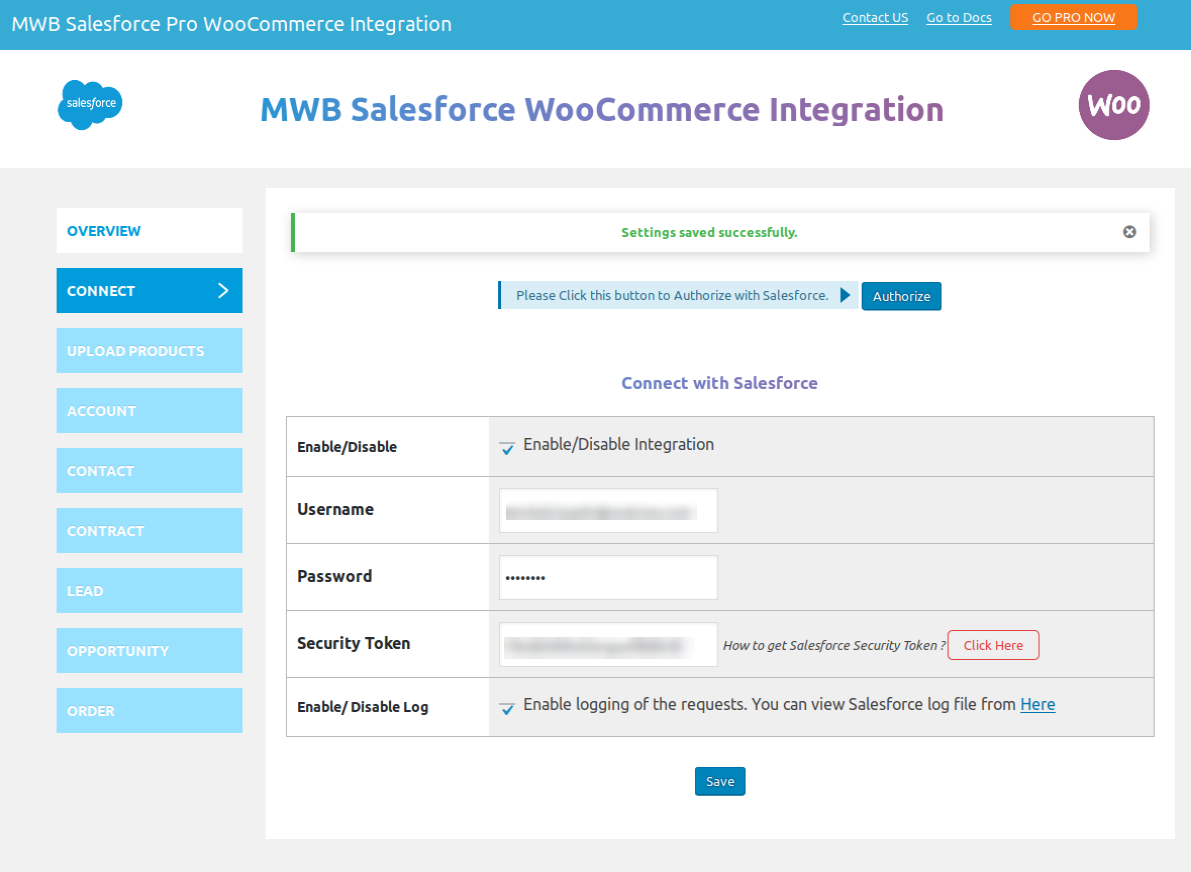 MWB Salesforce Pro WooCommerce Integration
Contact US Go to Docs GO PRO NOW
salesforce
MWB Salesforce WooCommerce Integration
Woo
OVERVIEW
CONNECT
UPLOAD PRODUCTS
ACCOUNT
CONTACT
CONTRACT
LEAD
OPPORTUNITY
ORDER
Settings saved successfully.
Please Click this button to Authorize with Salesforce. Authorize
Connect with Salesforce
Enable/Disable Enable/Disable Integration
Username
Password ••••••••
Security Token How to get Salesforce Security Token ? Click Here
Enable/ Disable Log Enable logging of the requests. You can view Salesforce log file from Here
Save